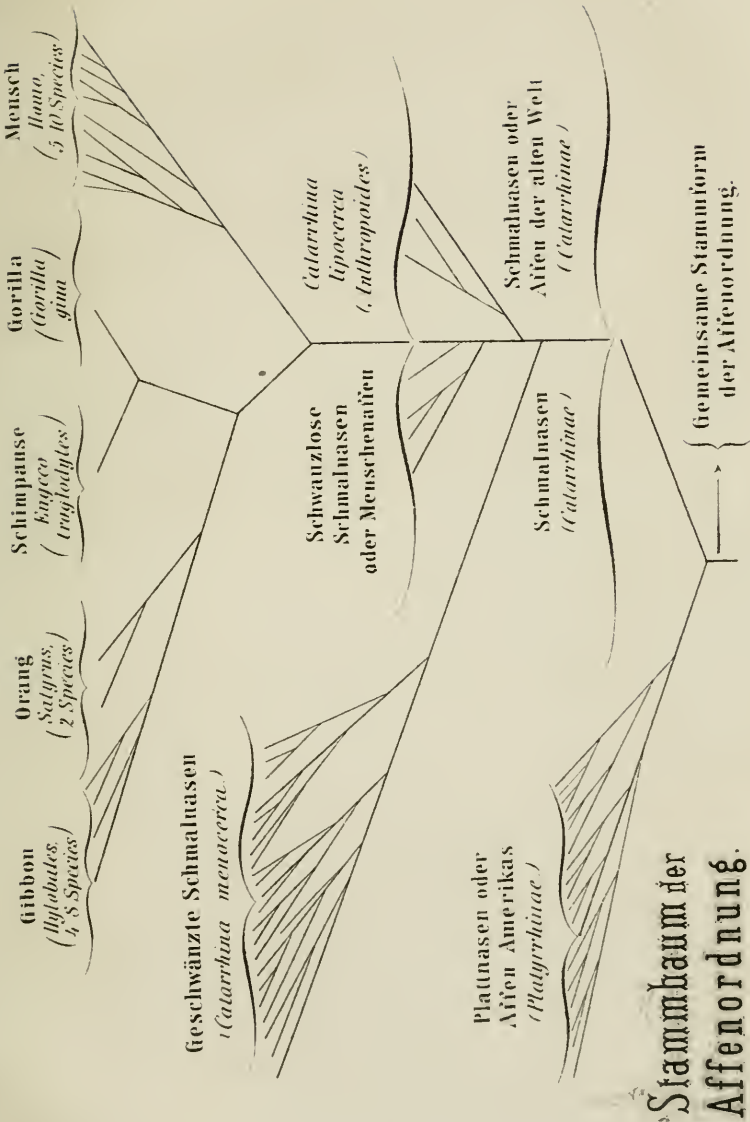 Stammbaum der
Affenordnung.
Gibbon
(Hylobates,
4-8 Species)
Orang
(Satyrus,
2 Species)
Schimpanse
(Engeco
troglodytes)
Gorilla
(Gorilla
gina)
Mensch
(Homo,
5-10 Species)
Geschwänzte Schmalnasen
(Catarrhina menocerca)
Schwanzlose
Schmalnasen
oder Menschenaffen
Catarrhina
lipocerca
(Anthropoides)
Plattnasen oder
Affen Amerikas
(Platyrrhinae)
Schmalnasen
(Catarrhinae)
Schmalnasen oder
Affen der alten Welt
(Catarrhinae)
Gemeinsame Stammform
der Affenordnung.